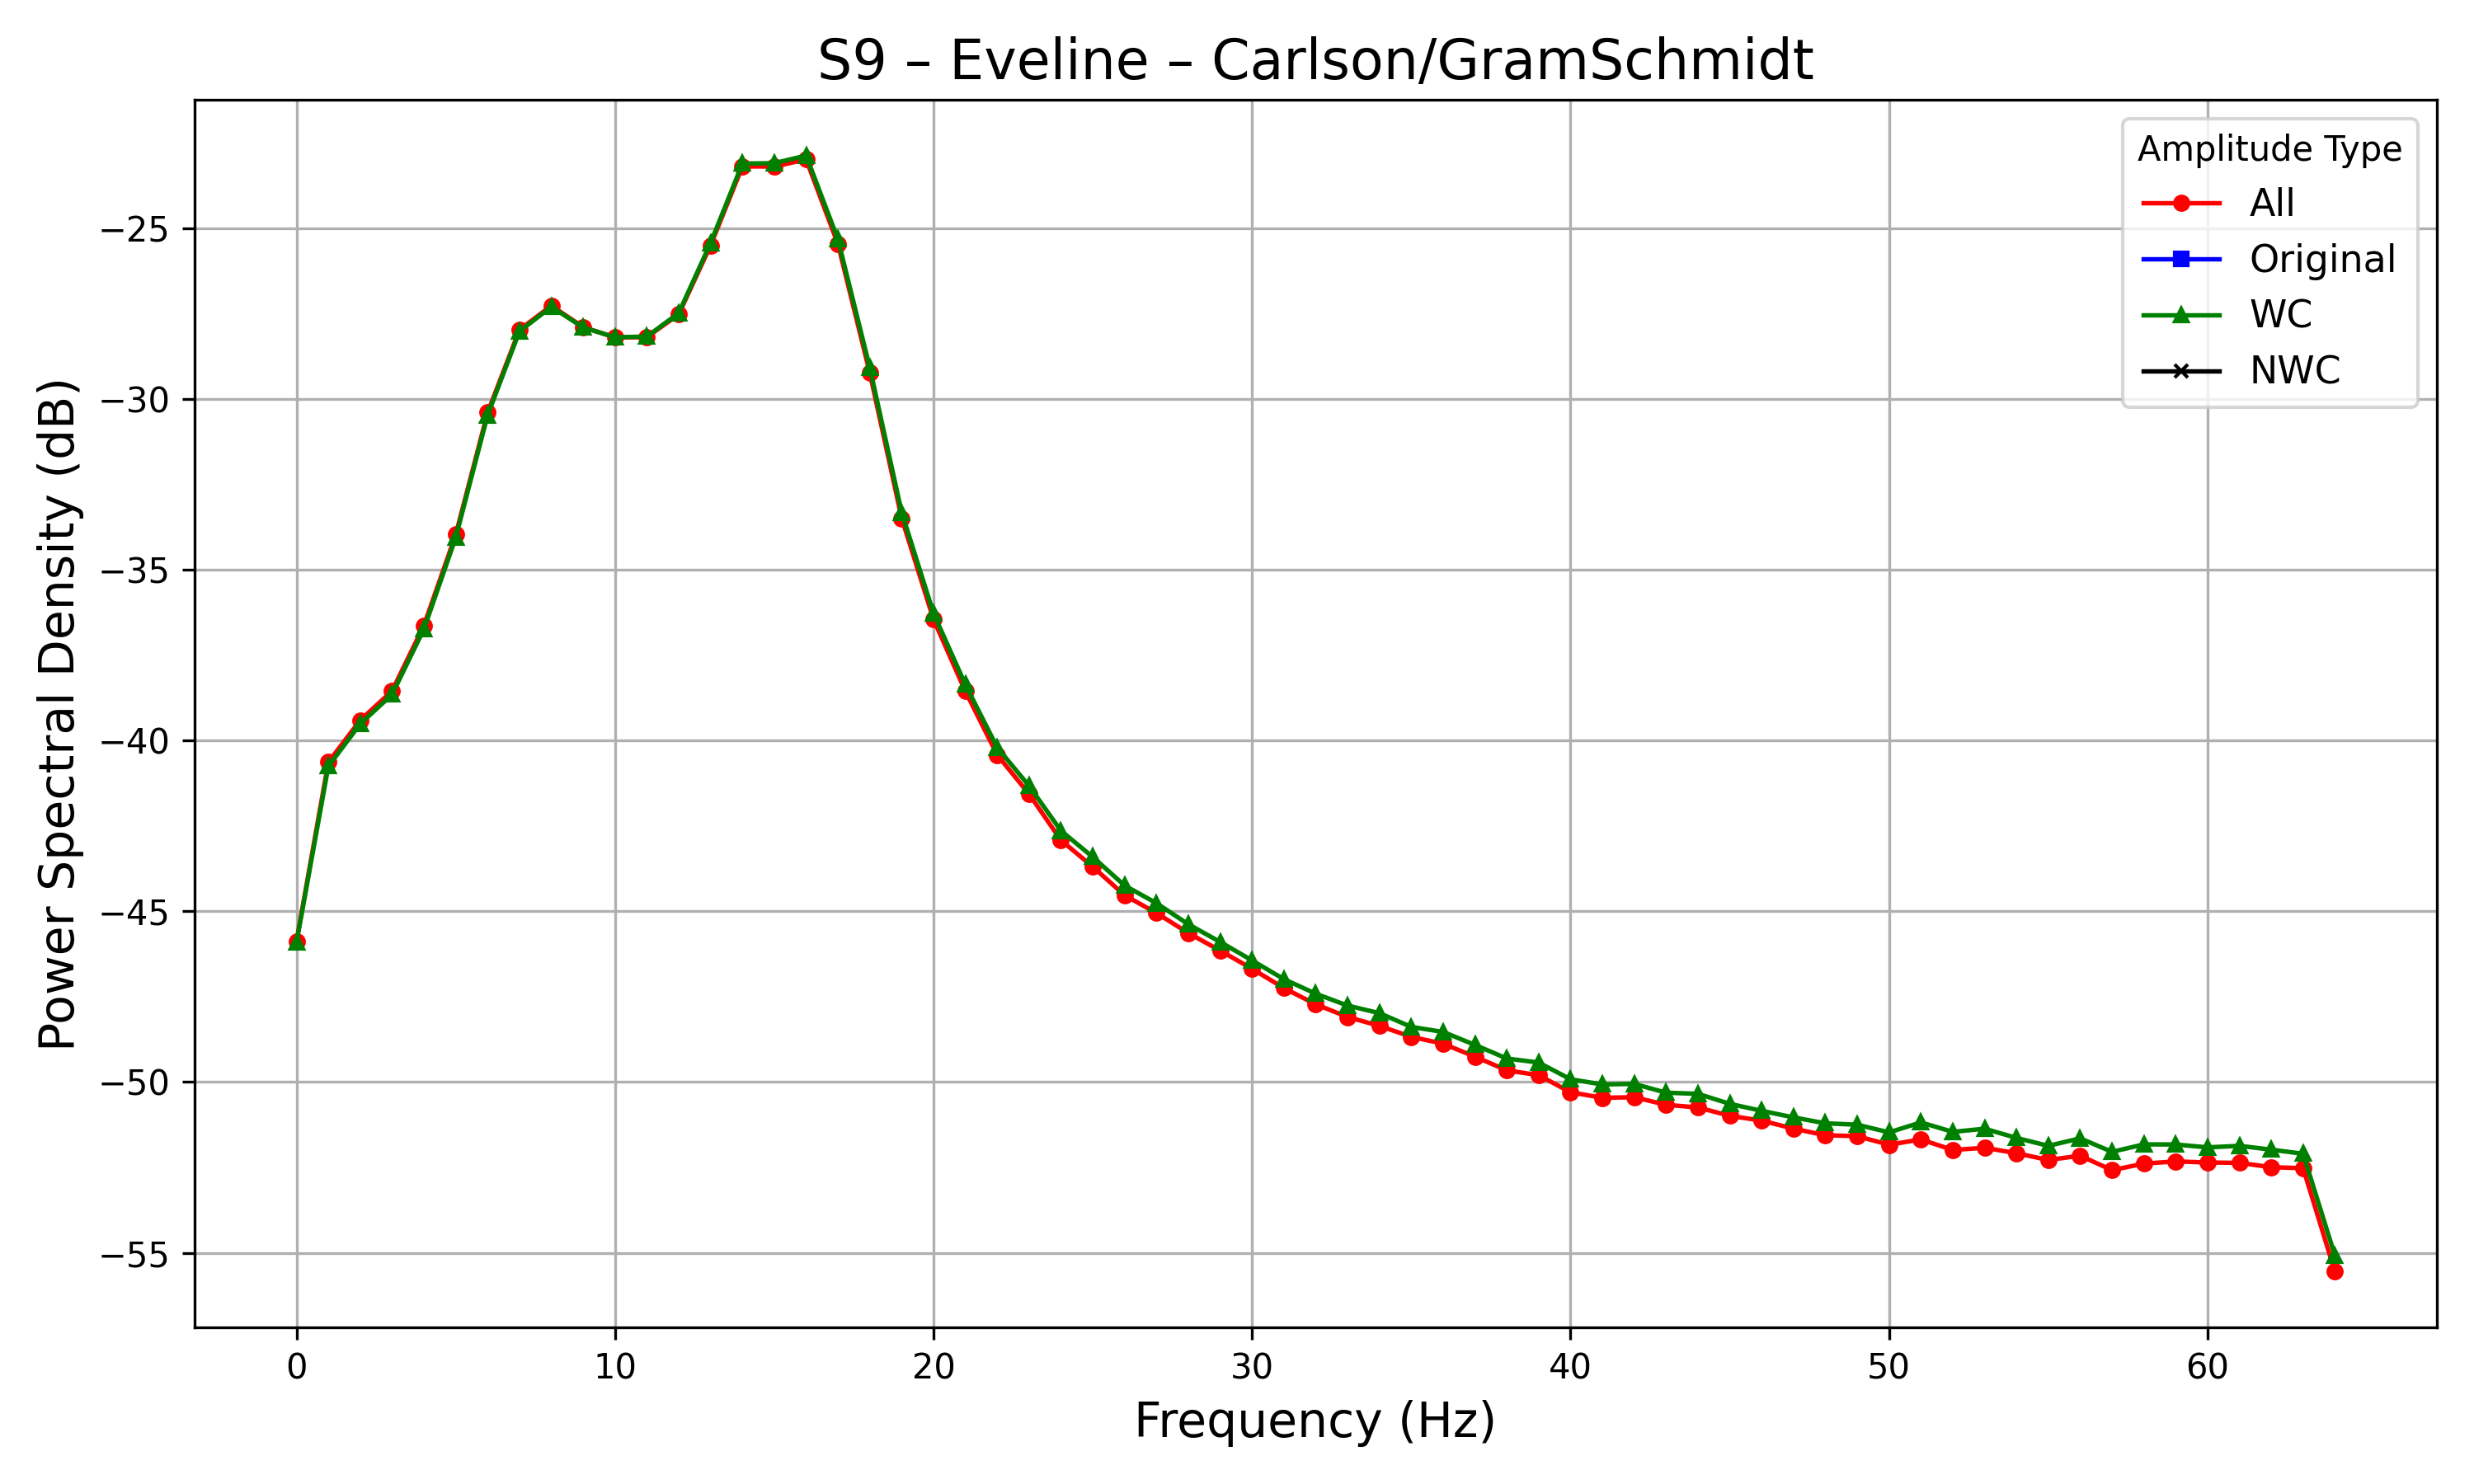 S9 – Eveline – Carlson/GramSchmidt
Amplitude Type
All
Original
WC
NWC
Power Spectral Density (dB)
−25
−30
−35
−40
−45
−50
−55
0 10 20 30 40 50 60
Frequency (Hz)